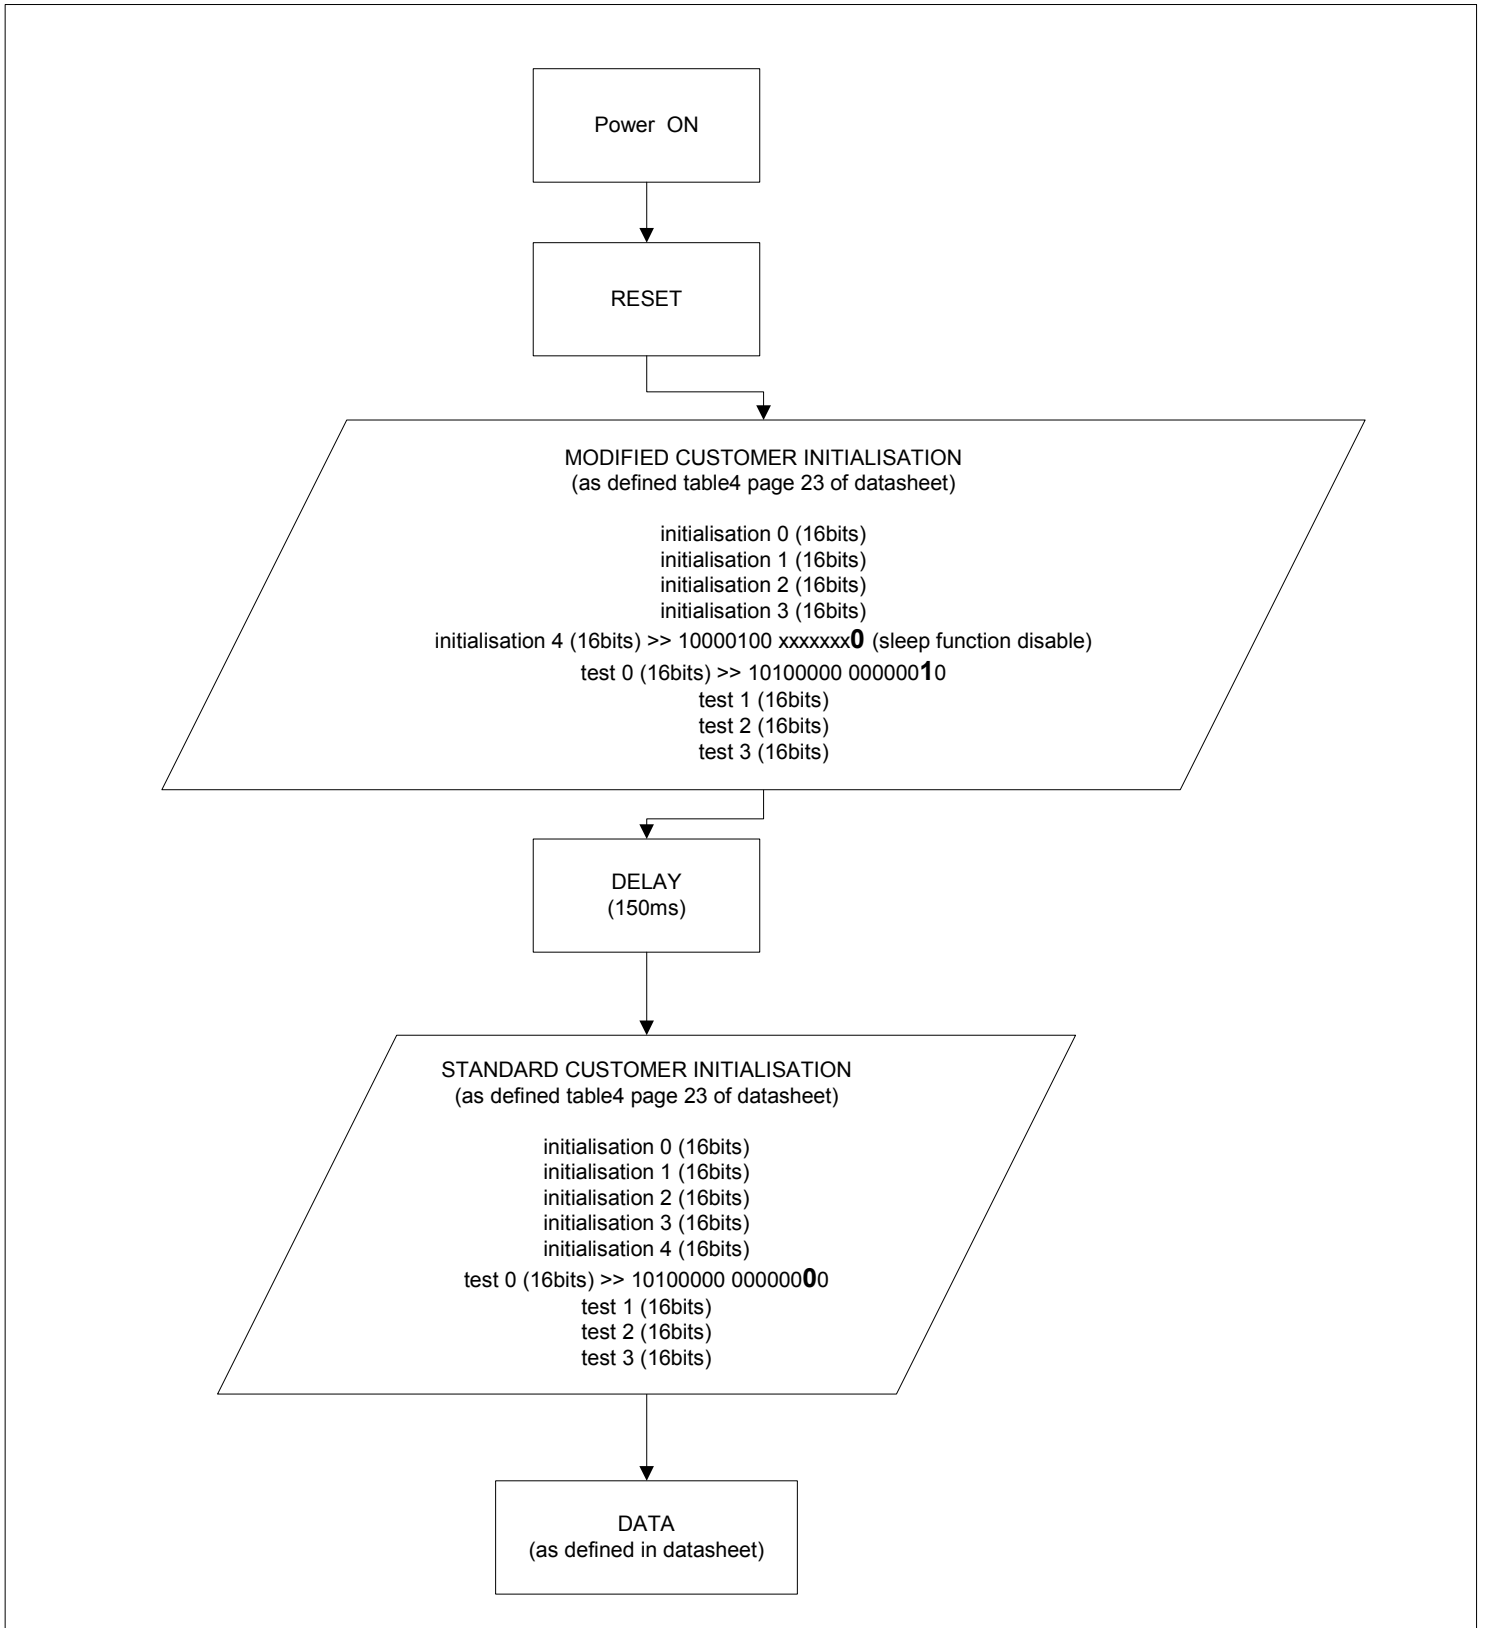 Power ON
RESET
MODIFIED CUSTOMER INITIALISATION
(as defined table4 page 23 of datasheet)
initialisation 0 (16bits)
initialisation 1 (16bits)
initialisation 2 (16bits)
initialisation 3 (16bits)
initialisation 4 (16bits) >> 10000100 xxxxxxx0 (sleep function disable)
test 0 (16bits) >> 10100000 00000010
test 1 (16bits)
test 2 (16bits)
test 3 (16bits)
DELAY
(150ms)
STANDARD CUSTOMER INITIALISATION
(as defined table4 page 23 of datasheet)
initialisation 0 (16bits)
initialisation 1 (16bits)
initialisation 2 (16bits)
initialisation 3 (16bits)
initialisation 4 (16bits)
test 0 (16bits) >> 10100000 00000000
test 1 (16bits)
test 2 (16bits)
test 3 (16bits)
DATA
(as defined in datasheet)